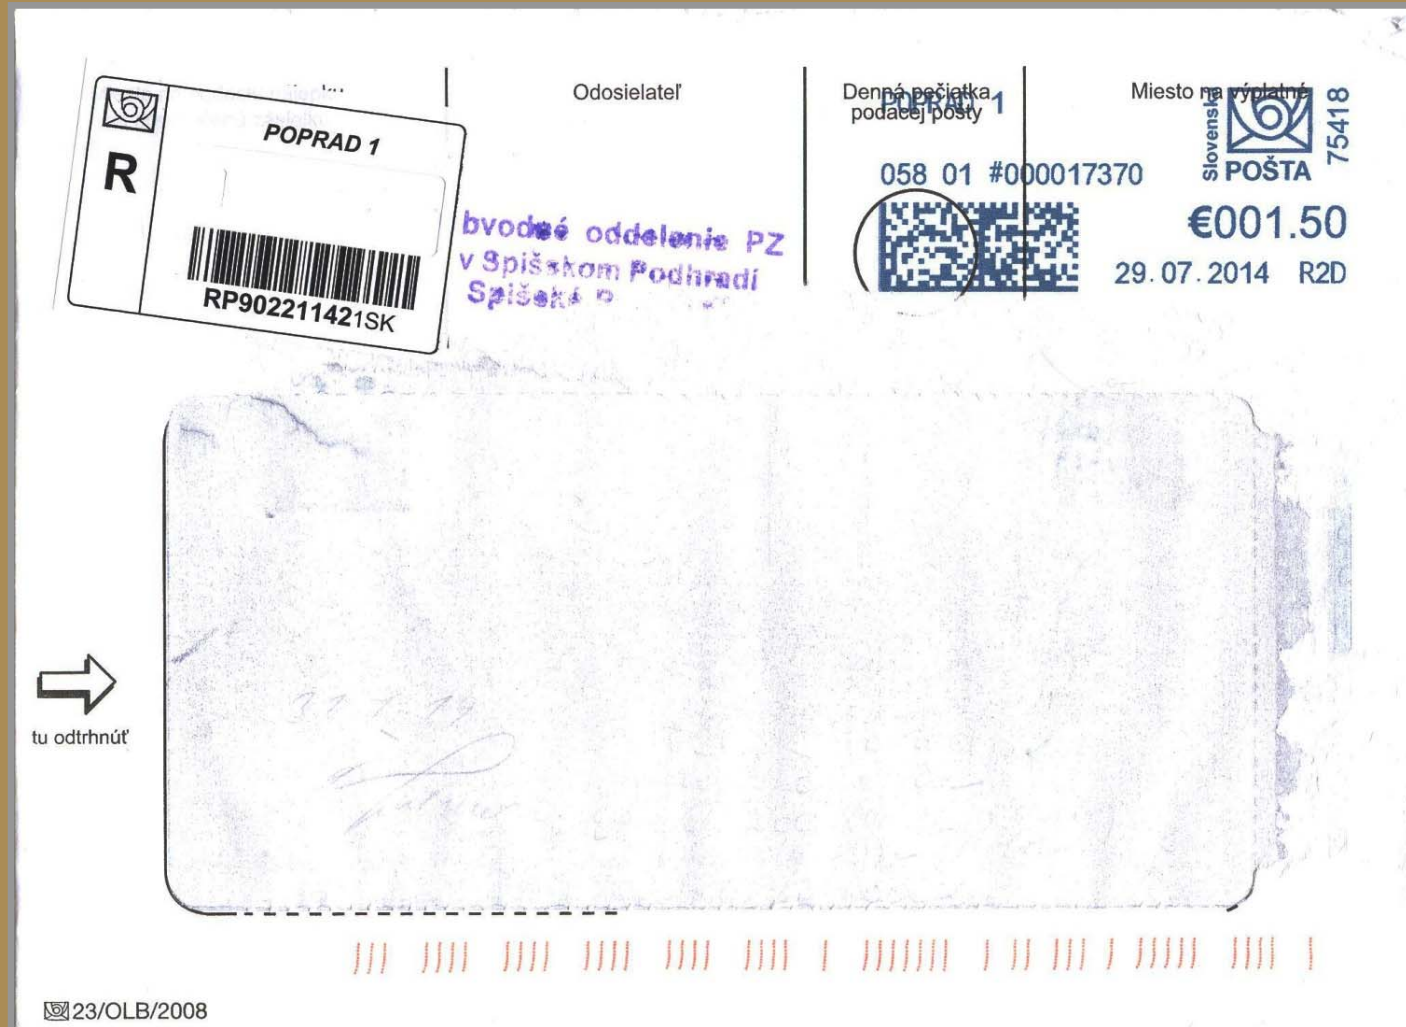 Odosielateľ
Denná pečiatka
podacej pošty
Miesto na výplatné
POPRAD 1
R
POPRAD 1
RP902211421SK
bvodné oddelenie PZ
v Spišskom Podhradí
Spišské
058 01 #000017370
Slovenská
POŠTA
75418
€001.50
29.07.2014 R2D
tu odtrhnúť
23/OLB/2008